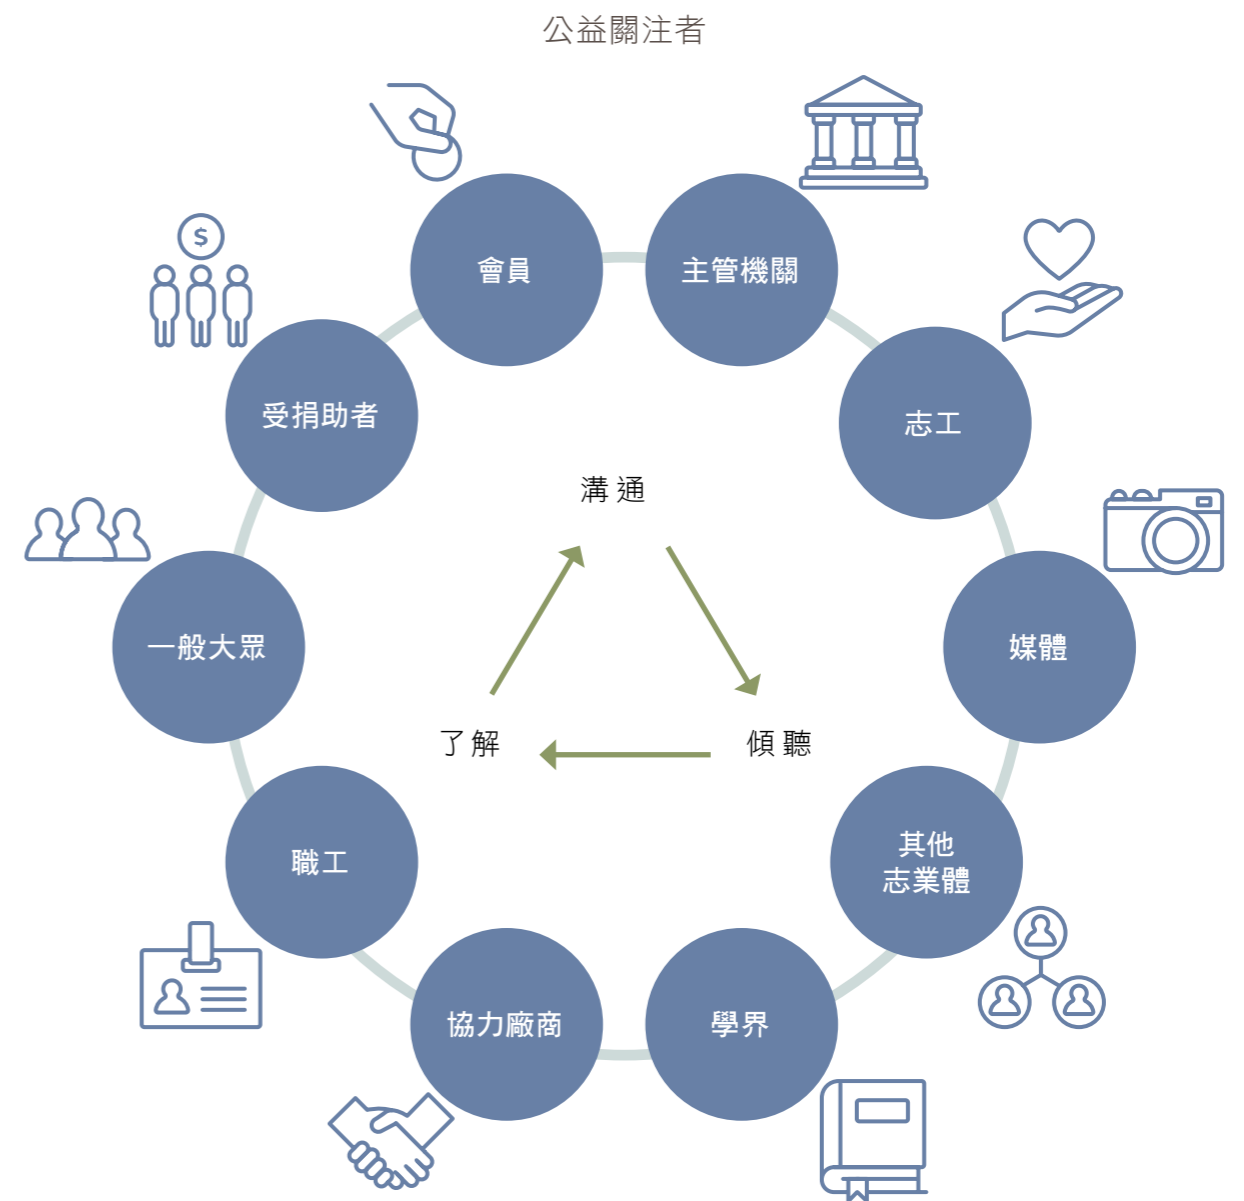 公益關注者
會員
主管機關
$
受捐助者
志工
溝通
一般大眾
媒體
了解
傾聽
職工
其他
志業體
協力廠商
學界